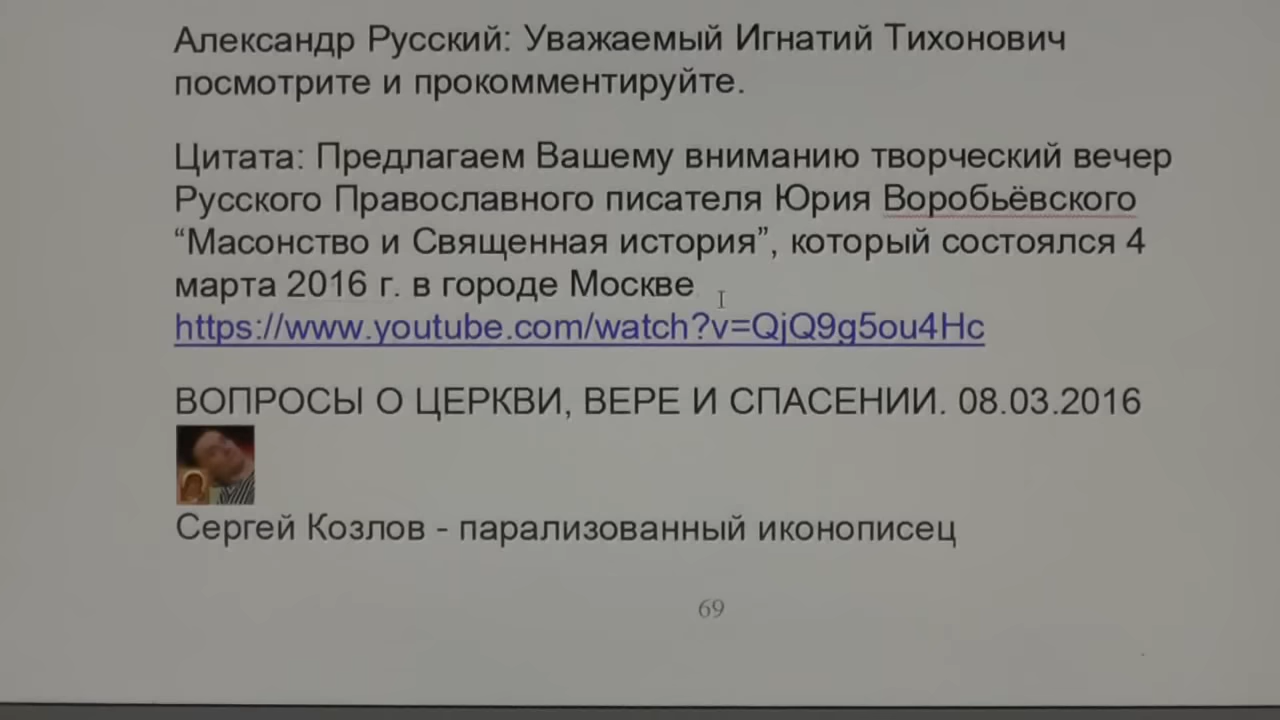 Александр Русский: Уважаемый Игнатий Тихонович
посмотрите и прокомментируйте.
Цитата: Предлагаем Вашему вниманию творческий вечер
Русского Православного писателя Юрия Воробьёвского
“Масонство и Священная история”, который состоялся 4
марта 2016 г. в городе Москве
https://www.youtube.com/watch?v=QjQ9g5ou4Hc
ВОПРОСЫ О ЦЕРКВИ, ВЕРЕ И СПАСЕНИИ. 08.03.2016
Сергей Козлов - парализованный иконописец
69